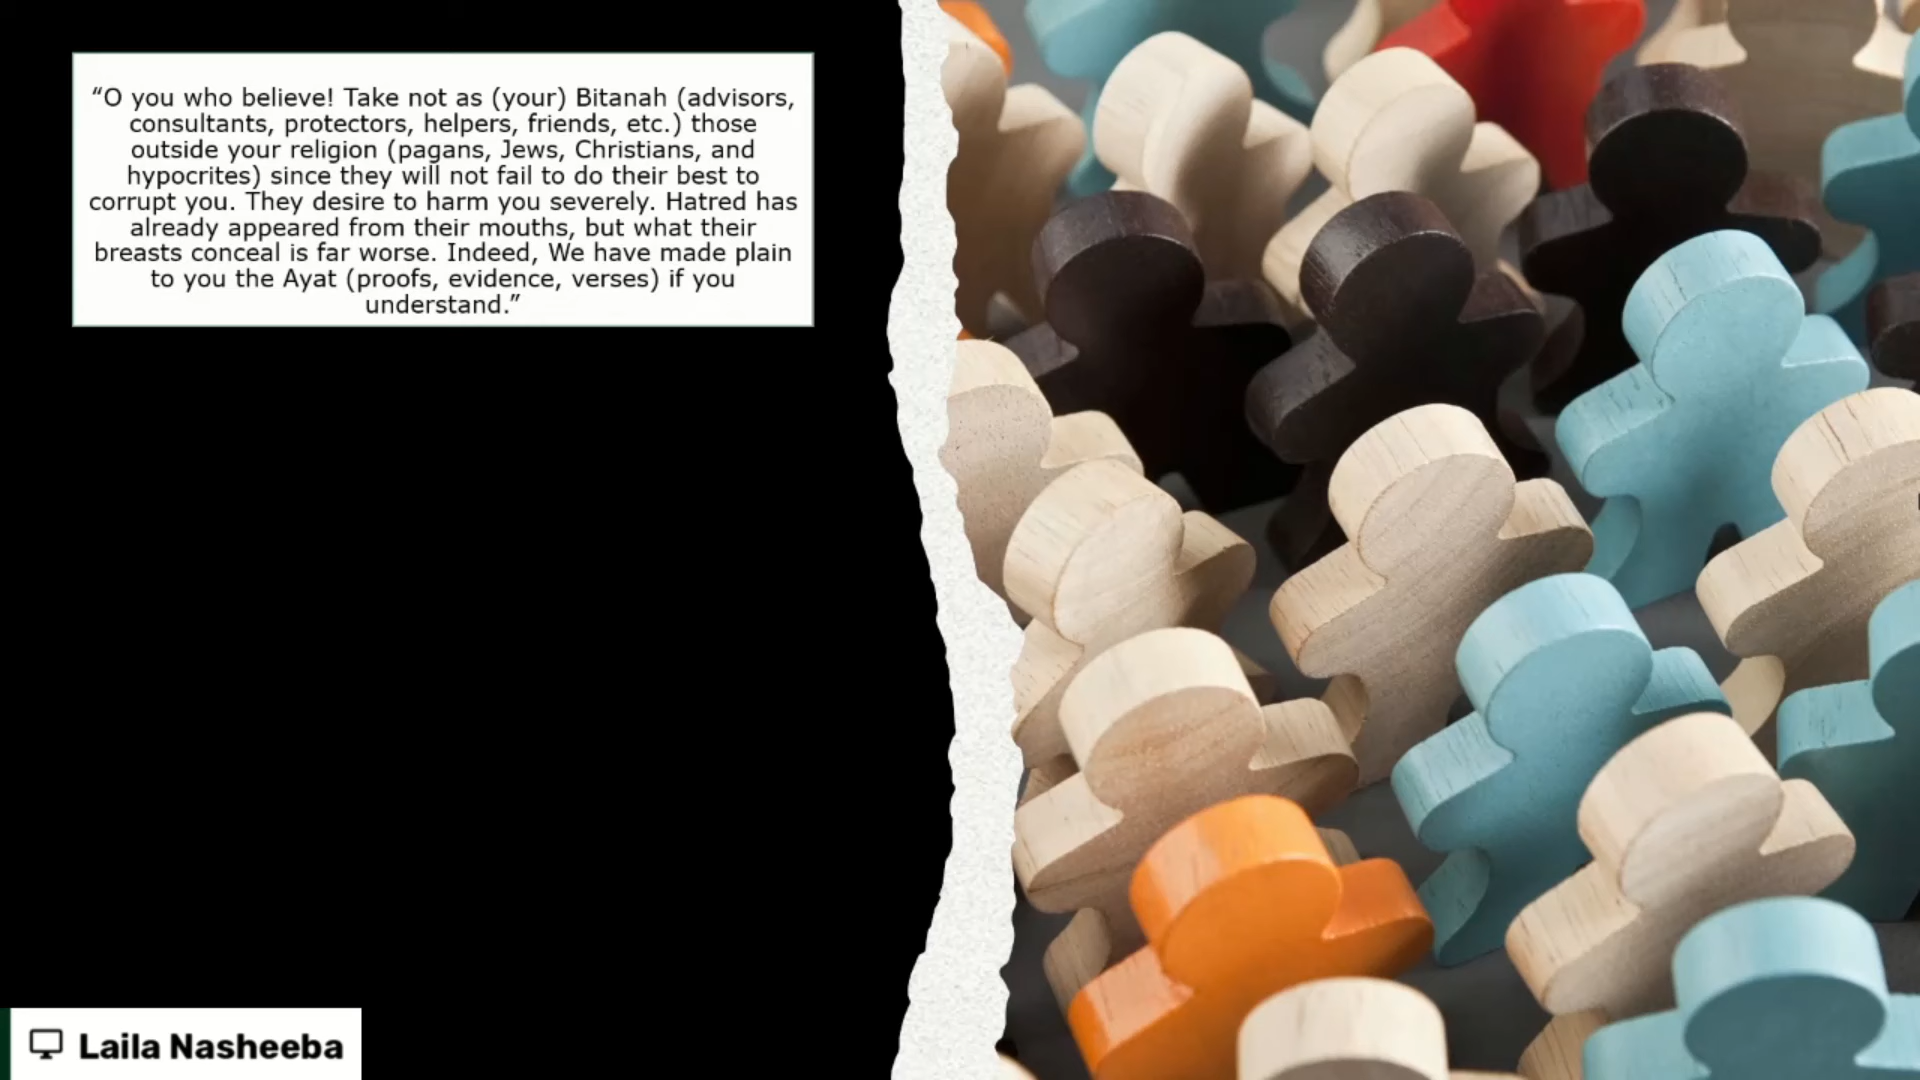 “O you who believe! Take not as (your) Bitanah (advisors,
consultants, protectors, helpers, friends, etc.) those
outside your religion (pagans, Jews, Christians, and
hypocrites) since they will not fail to do their best to
corrupt you. They desire to harm you severely. Hatred has
already appeared from their mouths, but what their
breasts conceal is far worse. Indeed, We have made plain
to you the Ayat (proofs, evidence, verses) if you
understand.”
Laila Nasheeba